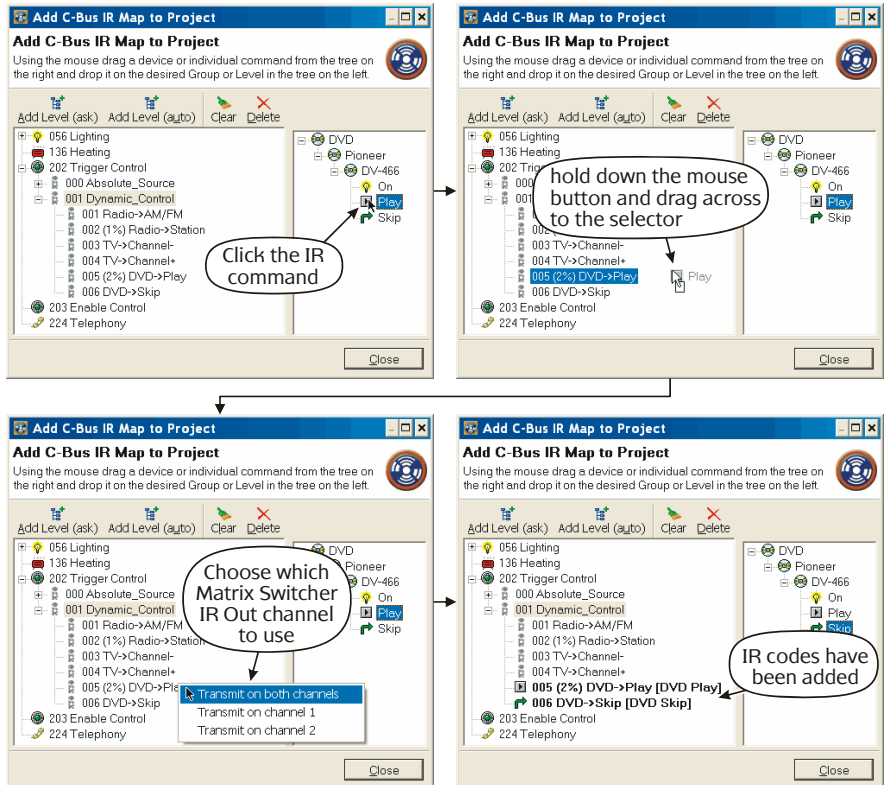 Add C-Bus IR Map to Project
Add C-Bus IR Map to Project
Using the mouse drag a device or individual command from the tree on
the right and drop it on the desired Group or Level in the tree on the left.
Add Level (ask) Add Level (auto) Clear Delete
056 Lighting
136 Heating
202 Trigger Control
000 Absolute_Source
001 Dynamic_Control
001 Radio->AM/FM
002 (1%) Radio->Station
003 TV->Channel-
004 TV->Channel+
005 (2%) DVD->Play
006 DVD->Skip
203 Enable Control
224 Telephony
DVD
Pioneer
DV-466
On
Play
Skip
Click the IR
command
Close
Add C-Bus IR Map to Project
Add C-Bus IR Map to Project
Using the mouse drag a device or individual command from the tree on
the right and drop it on the desired Group or Level in the tree on the left.
Add Level (ask) Add Level (auto) Clear Delete
056 Lighting
136 Heating
202 Trig
000
001
002
003 TV->Channel-
004 TV->Channel+
005 (2%) DVD->Play
006 DVD->Skip
203 Enable Control
224 Telephony
hold down the mouse
button and drag across
to the selector
Play
DVD
Pioneer
DV-466
On
Play
Skip
Close
Add C-Bus IR Map to Project
Add C-Bus IR Map to Project
Using the mouse drag a device or individual command from the tree on
the right and drop it on the desired Group or Level in the tree on the left.
Add Level (ask) Add Level (auto) Clear Delete
056 Lighting
136 Heating
202 Trigger Control
000 Absolute_Source
001 Dynamic_Control
001 Radio->AM/FM
002 (1%) Radio->Station
003 TV->Channel-
004 TV->Channel+
005 (2%) DVD->Pla
006 DVD->Skip
203 Enable Control
224 Telephony
Choose which
Matrix Switcher
IR Out channel
to use
Transmit on both channels
Transmit on channel 1
Transmit on channel 2
DVD
Pioneer
DV-466
On
Play
Skip
Close
Add C-Bus IR Map to Project
Add C-Bus IR Map to Project
Using the mouse drag a device or individual command from the tree on
the right and drop it on the desired Group or Level in the tree on the left.
Add Level (ask) Add Level (auto) Clear Delete
056 Lighting
136 Heating
202 Trigger Control
000 Absolute_Source
001 Dynamic_Control
001 Radio->AM/FM
002 (1%) Radio->Station
003 TV->Channel-
004 TV->Channel+
005 (2%) DVD->Play [DVD Play]
006 DVD->Skip [DVD Skip]
203 Enable Control
224 Telephony
DVD
Pioneer
DV-466
On
Play
Skip
IR codes have
been added
Close